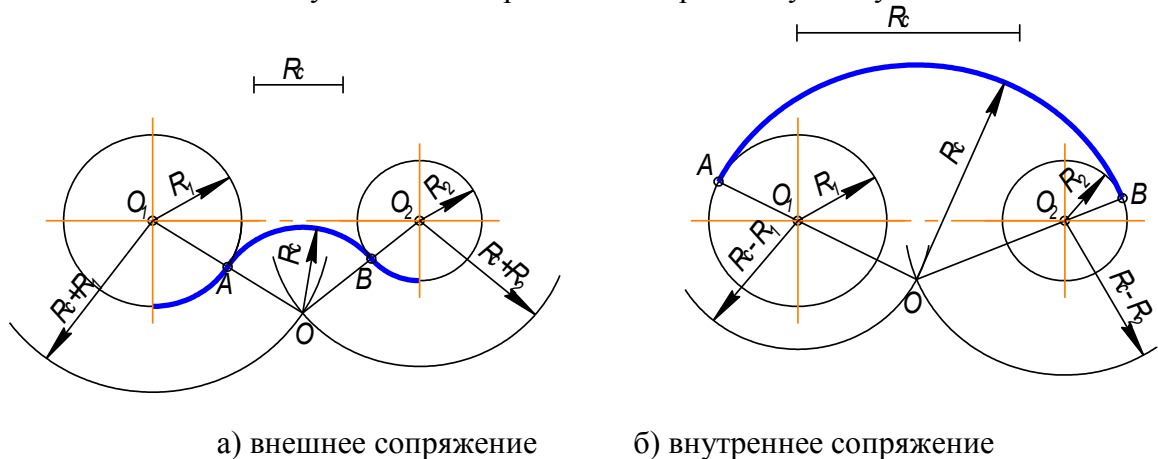 Rc
Rc
O1
R1
O2
R2
Rc
A
B
O
Rc+R1
Rc+R2
A
O1
R1
Rc
O2
R2
B
Rc-R1
O
Rc-R2
а) внешнее сопряжение
б) внутреннее сопряжение